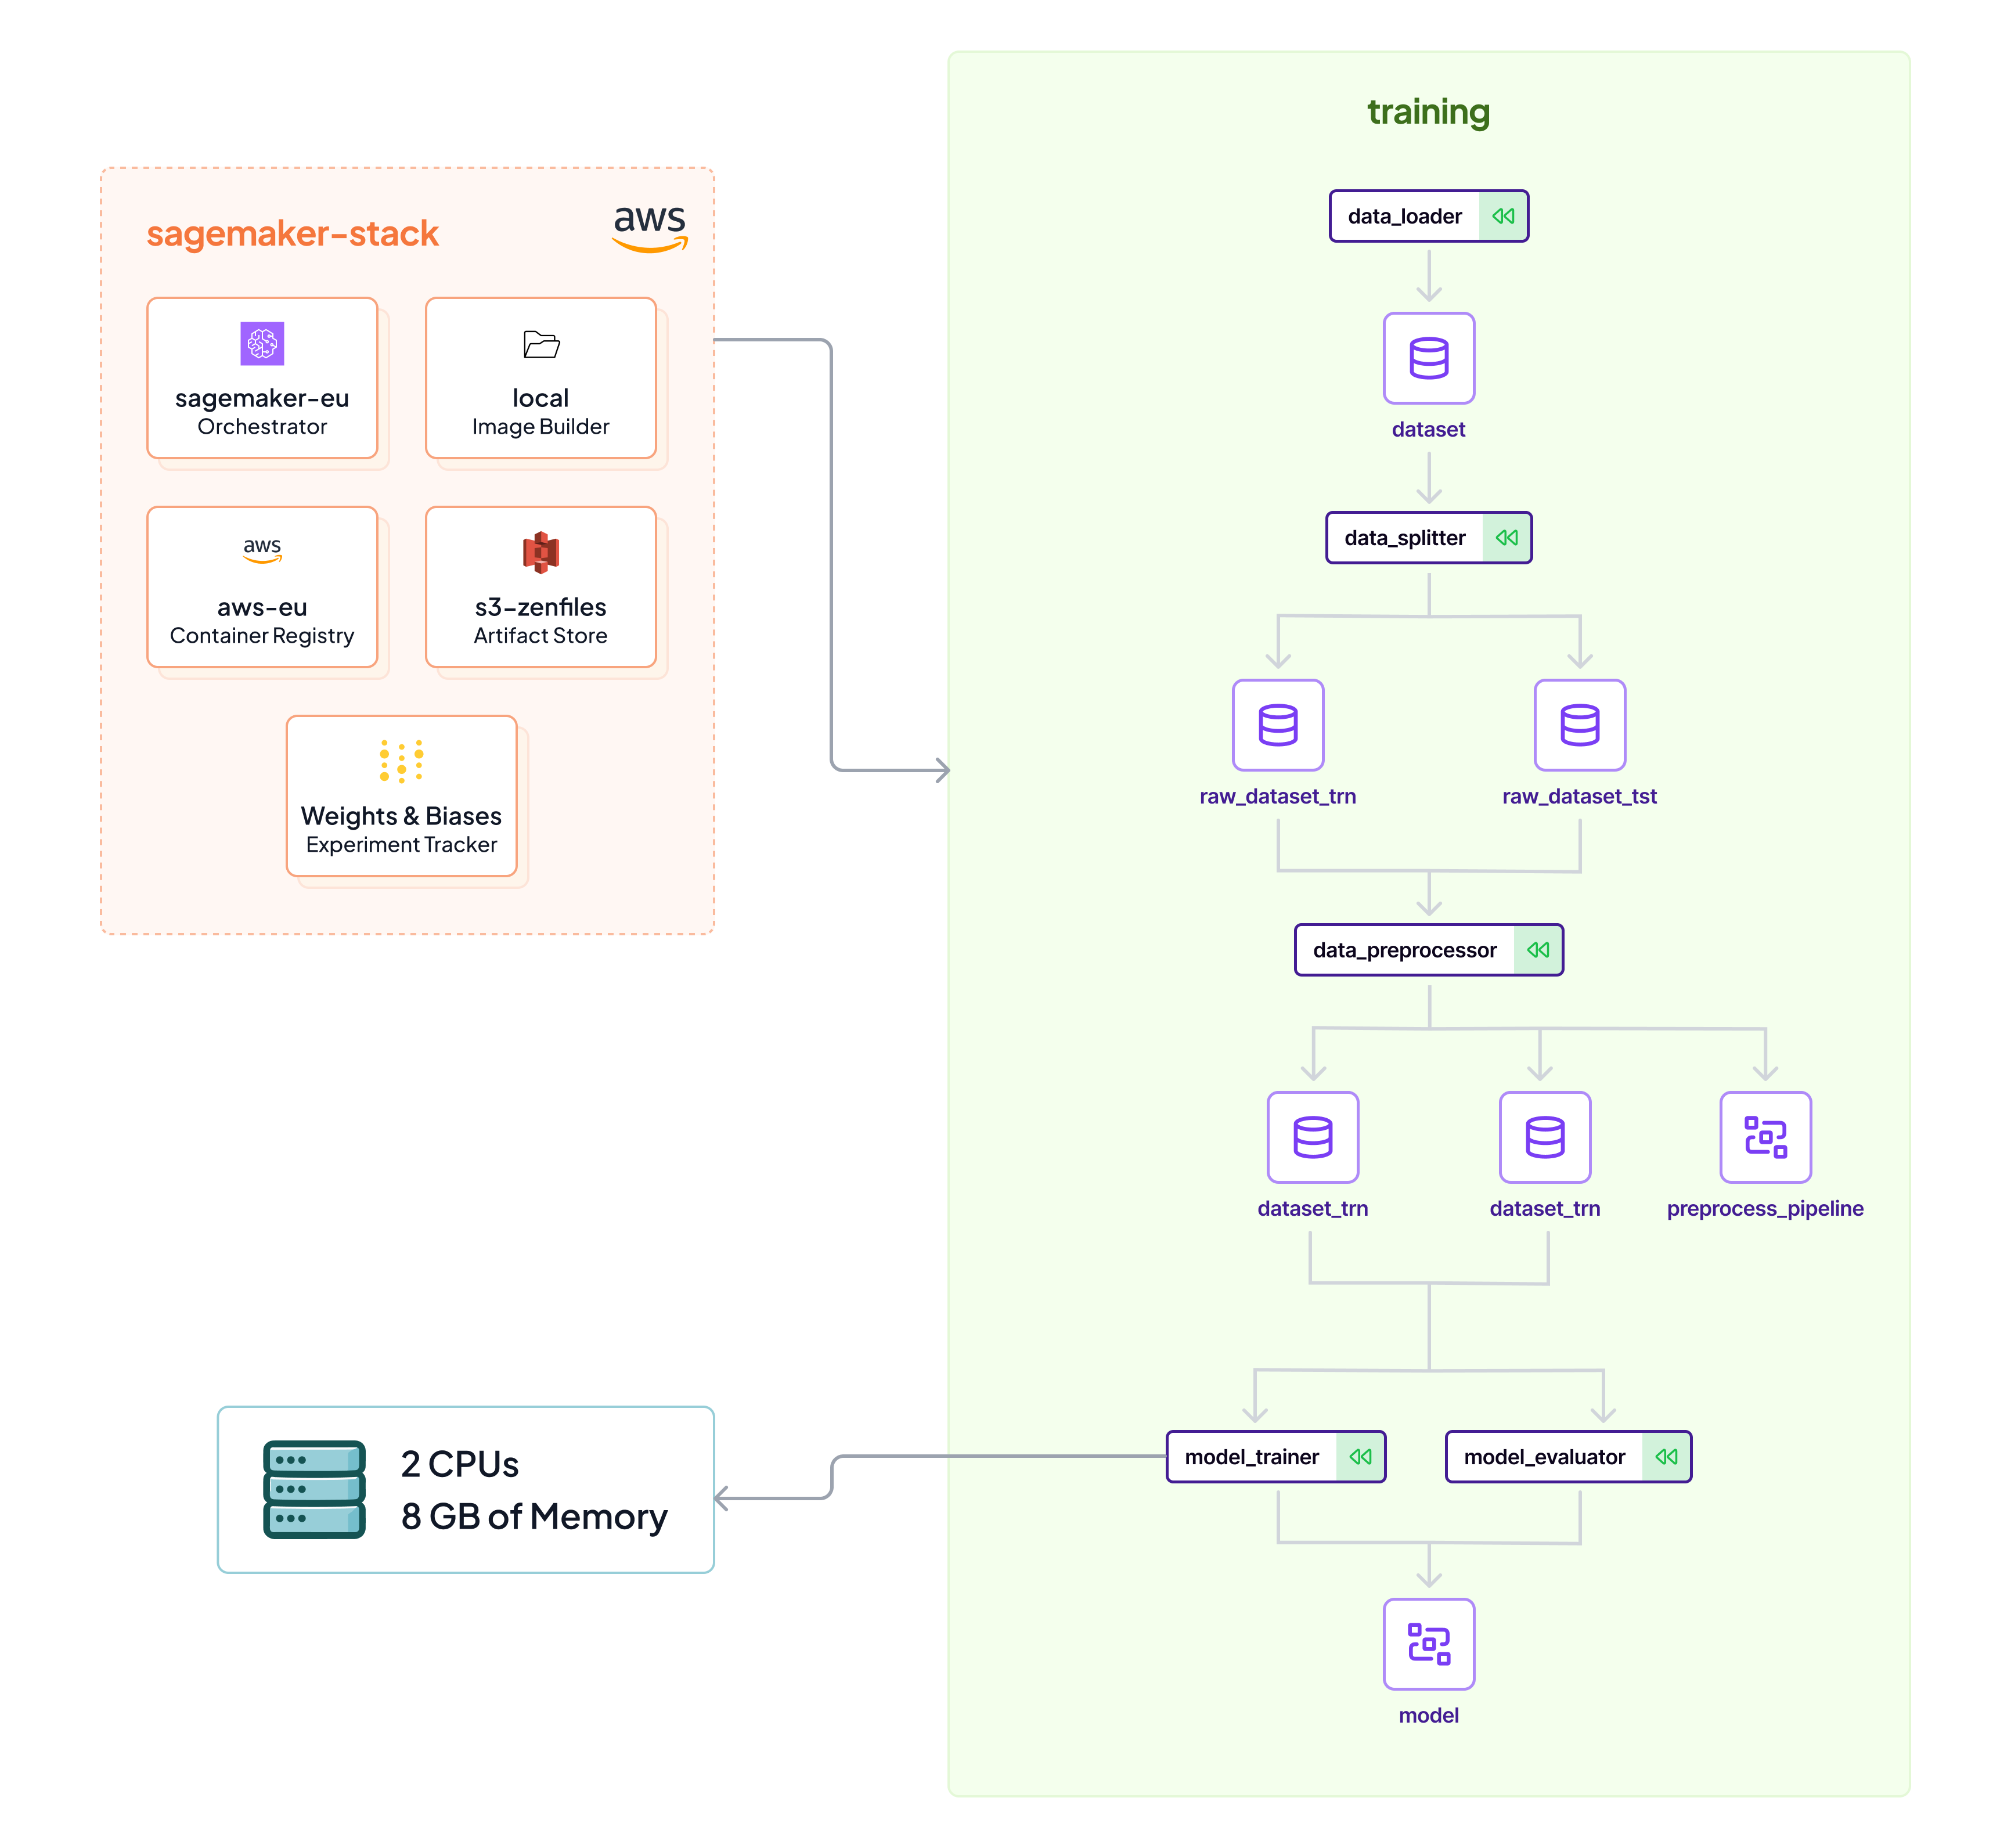 training
sagemaker-stack
aws
data_loader
sagemaker-eu
Orchestrator
local
Image Builder
dataset
data_splitter
aws
aws-eu
Container Registry
s3-zenfiles
Artifact Store
raw_dataset_trn
raw_dataset_tst
Weights & Biases
Experiment Tracker
data_preprocessor
dataset_trn
dataset_trn
preprocess_pipeline
2 CPUs
8 GB of Memory
model_trainer
model_evaluator
model